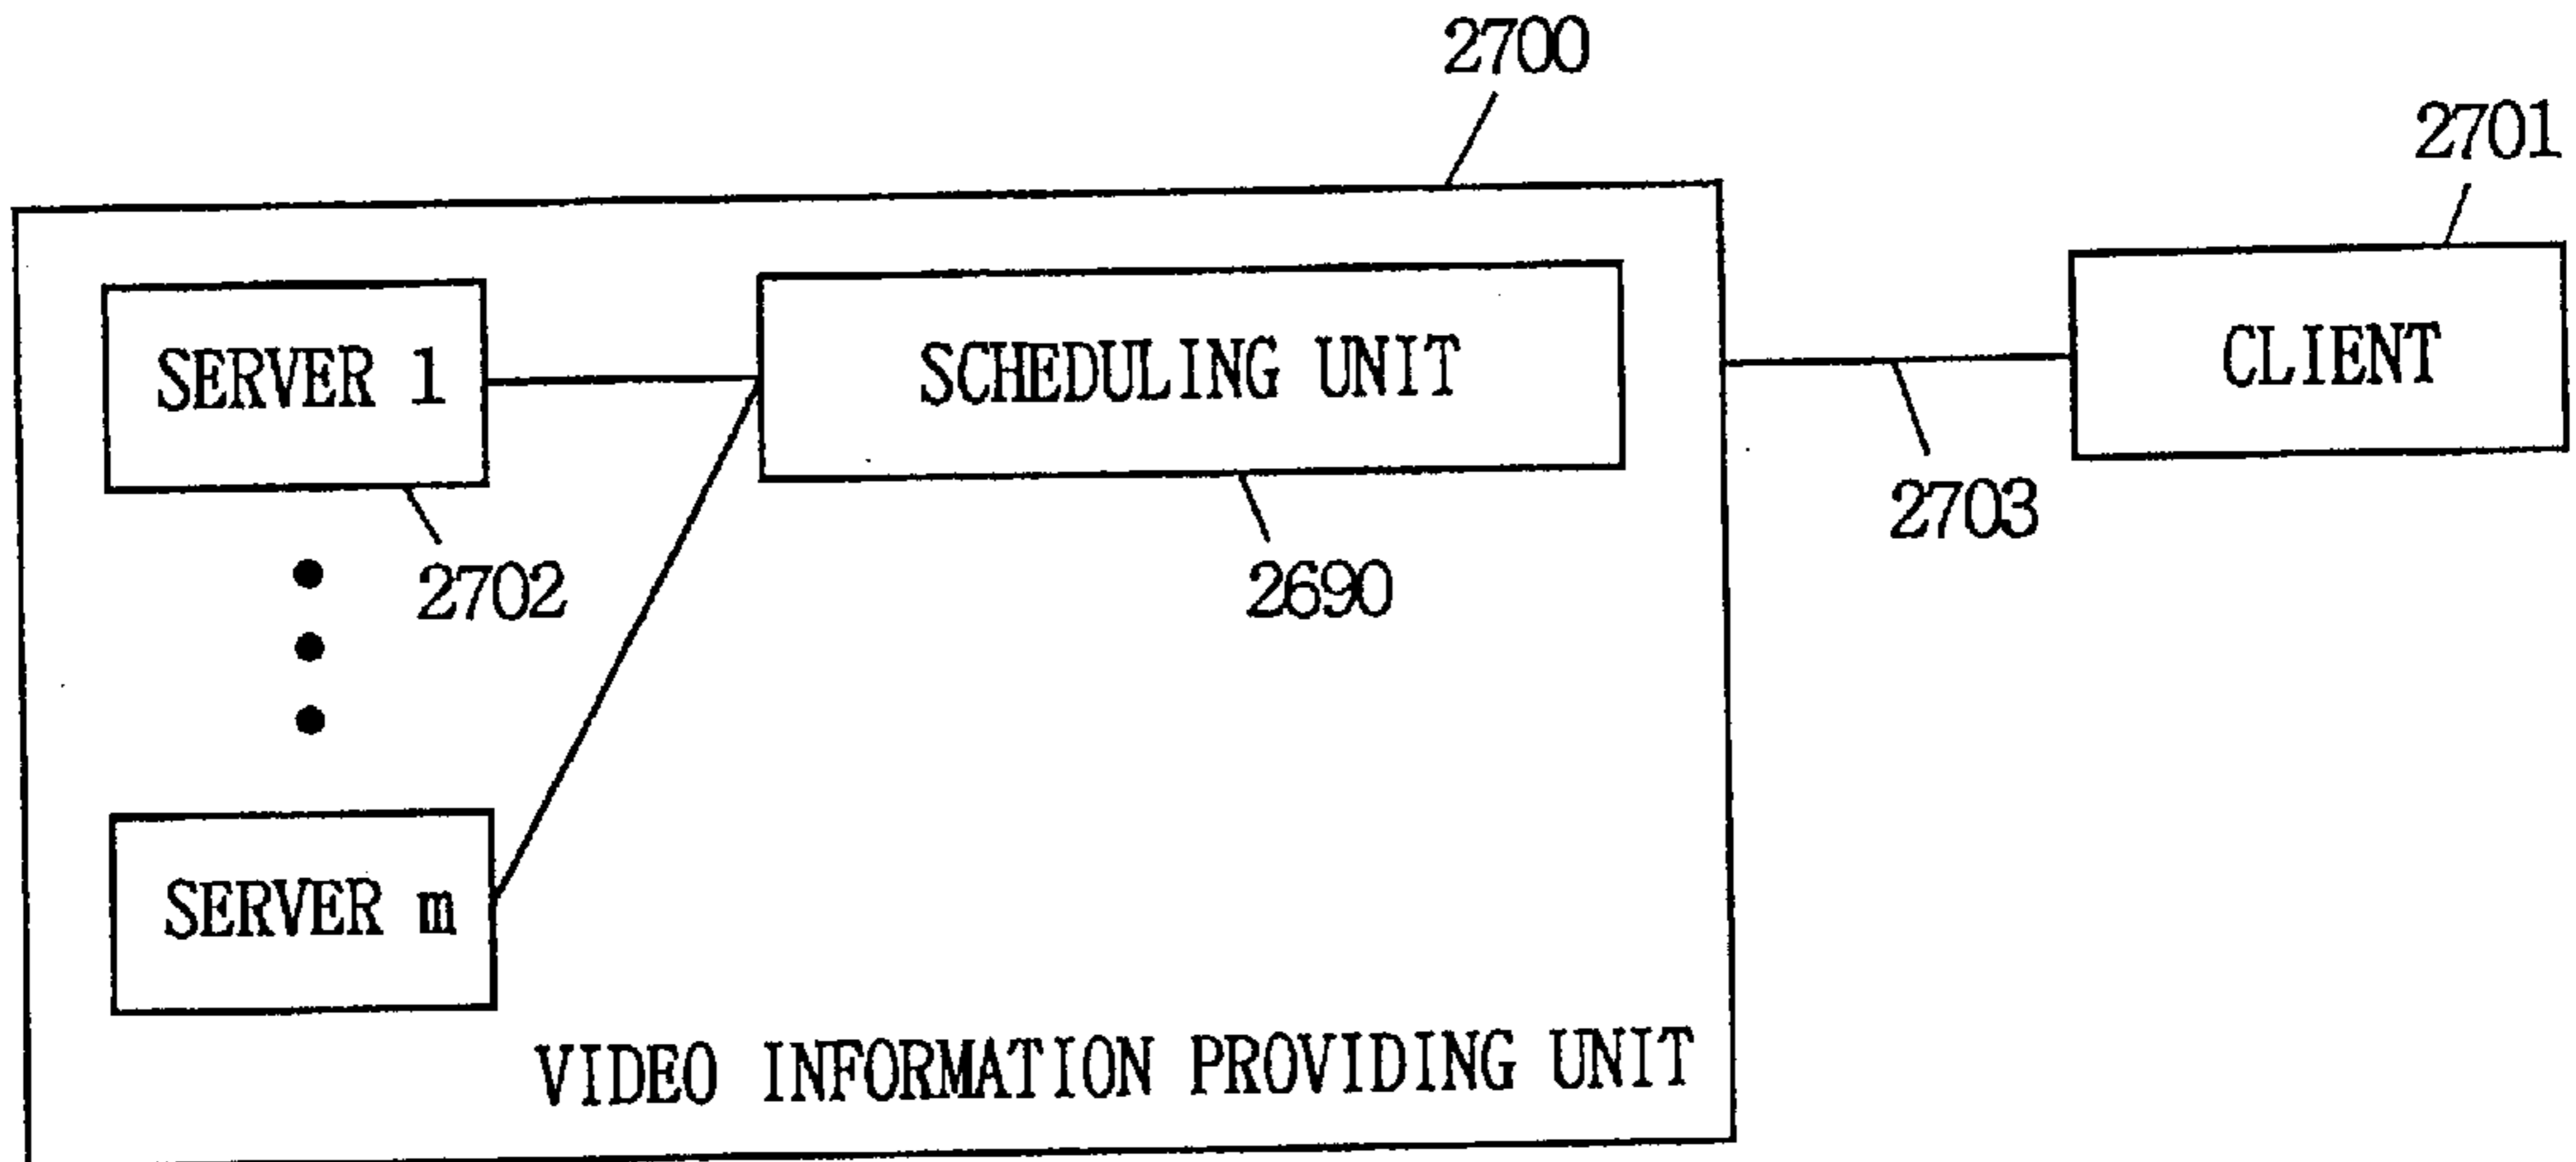 2700
2701
SERVER 1
SCHEDULING UNIT
CLIENT
2703
2702
2690
SERVER m
VIDEO INFORMATION PROVIDING UNIT